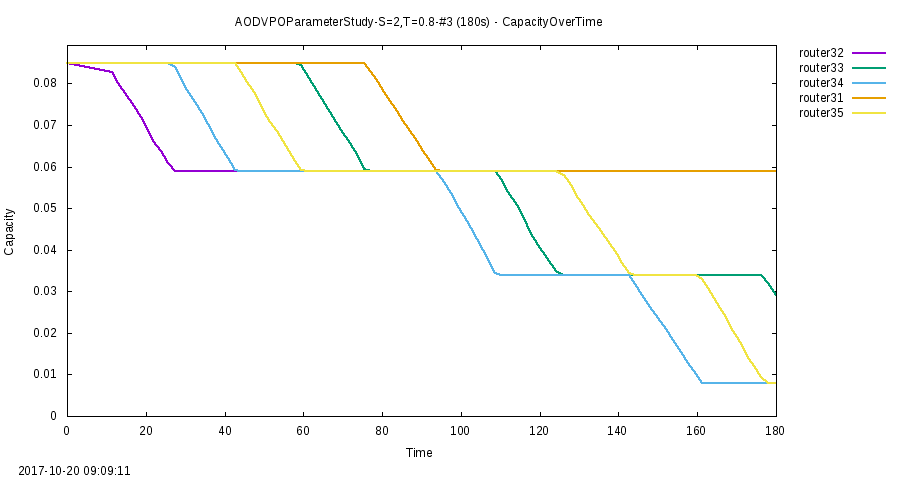 AODVPOParameterStudy-S=2,T=0.8-#3 (180s) - CapacityOverTime
router32
router33
router34
router31
router35
0.08
0.07
0.06
0.05
0.04
0.03
0.02
0.01
0
Capacity
0 20 40 60 80 100 120 140 160 180
Time
2017-10-20 09:09:11